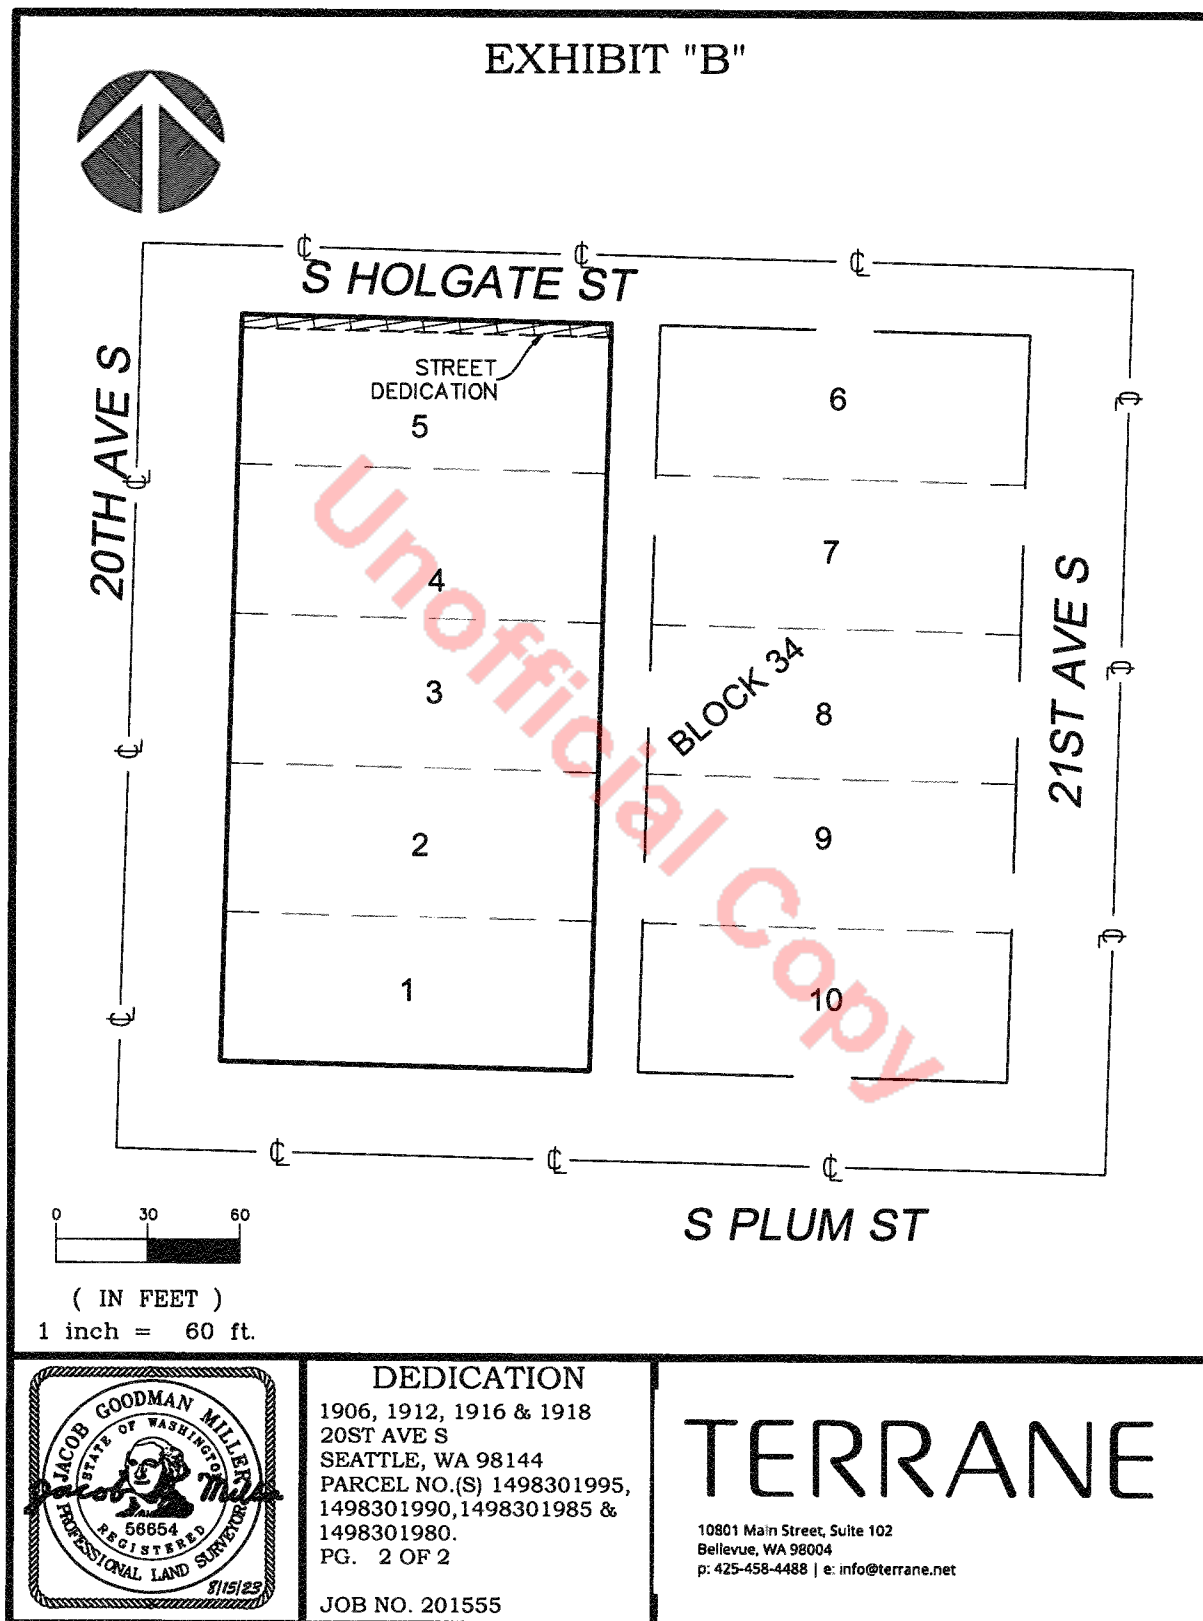 EXHIBIT "B"
℄ ℄ ℄
S HOLGATE ST
20TH AVE S
STREET
DEDICATION
5
6
℄
℄
4
7
3
8
BLOCK 34
21ST AVE S
℄
℄
2
9
1
10
℄
℄
℄ ℄ ℄
S PLUM ST
Unofficial Copy
0 30 60
( IN FEET )
1 inch = 60 ft.
JACOB GOODMAN MILLER
STATE OF WASHINGTON
Jacob Miller
56654
REGISTERED
PROFESSIONAL LAND SURVEYOR
8/15/23
DEDICATION
1906, 1912, 1916 & 1918
20ST AVE S
SEATTLE, WA 98144
PARCEL NO.(S) 1498301995,
1498301990,1498301985 &
1498301980.
PG. 2 OF 2
JOB NO. 201555
TERRANE
10801 Main Street, Suite 102
Bellevue, WA 98004
p: 425-458-4488 | e: info@terrane.net